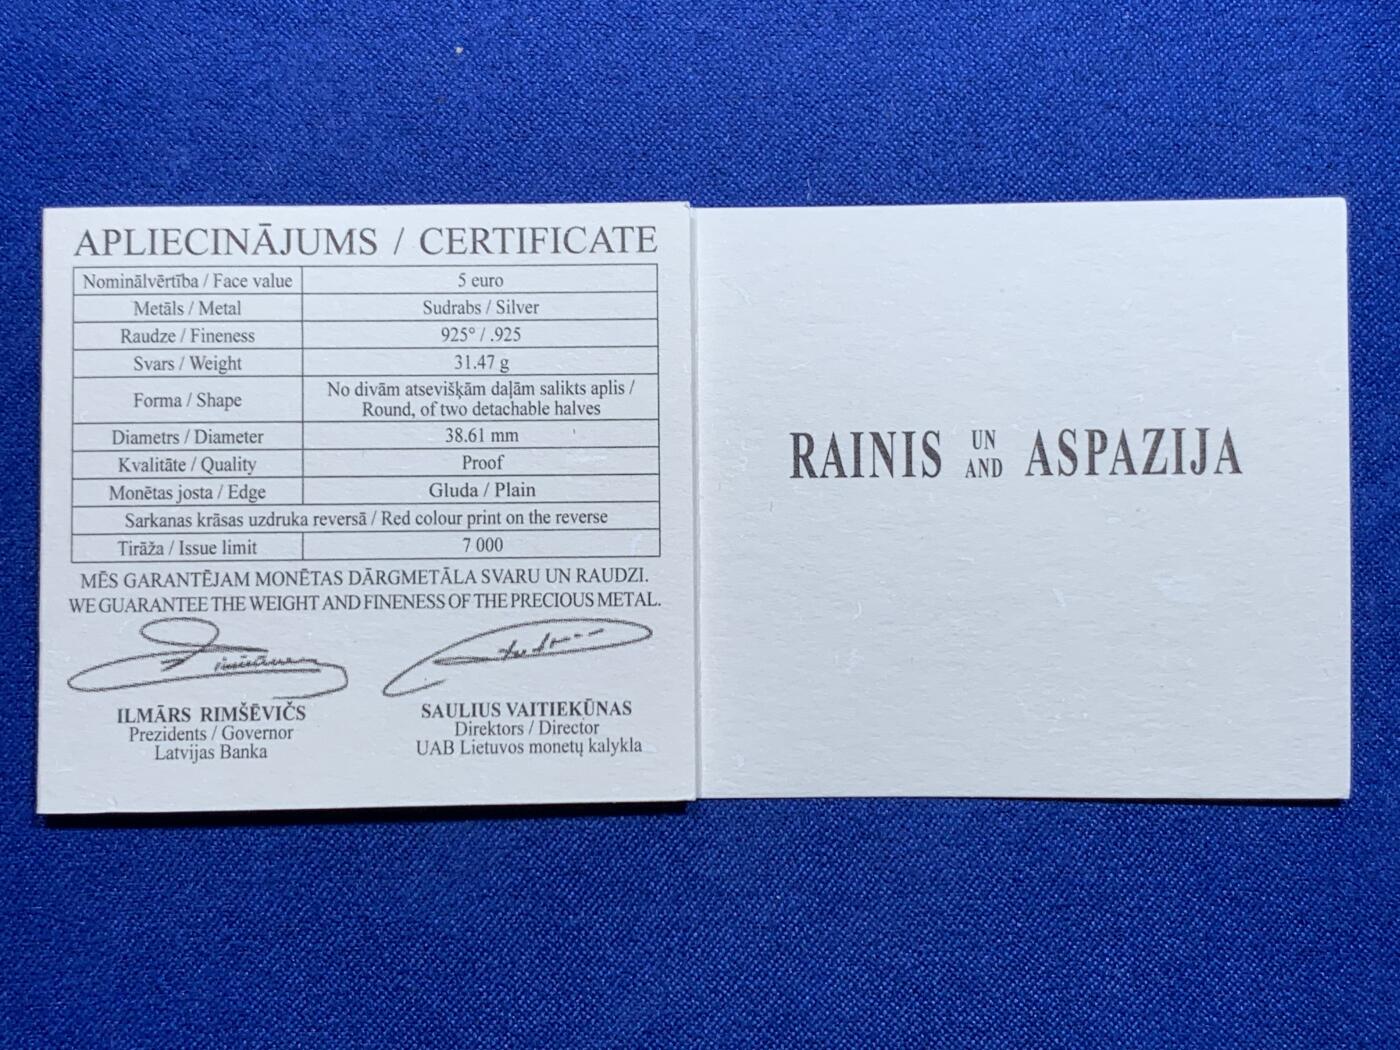 APLIECINĀJUMS / CERTIFICATE
Nominālvērtība / Face value 5 euro
Metāls / Metal Sudrabs / Silver
Raudze / Fineness 925° / .925
Svars / Weight 31.47 g
Forma / Shape No divām atsevišķām daļām salikts aplis /
Round, of two detachable halves
Diametrs / Diameter 38.61 mm
Kvalitāte / Quality Proof
Monētas josta / Edge Gluda / Plain
Sarkanas krāsas uzdruka reversā / Red colour print on the reverse
Tirāža / Issue limit 7 000
MĒS GARANTĒJAM MONĒTAS DĀRGMETĀLA SVARU UN RAUDZI.
WE GUARANTEE THE WEIGHT AND FINENESS OF THE PRECIOUS METAL.
ILMĀRS RIMŠĒVIČS
Prezidents / Governor
Latvijas Banka
SAULIUS VAITIEKŪNAS
Direktors / Director
UAB Lietuvos monetų kalykla
RAINIS UN AND ASPAZIJA